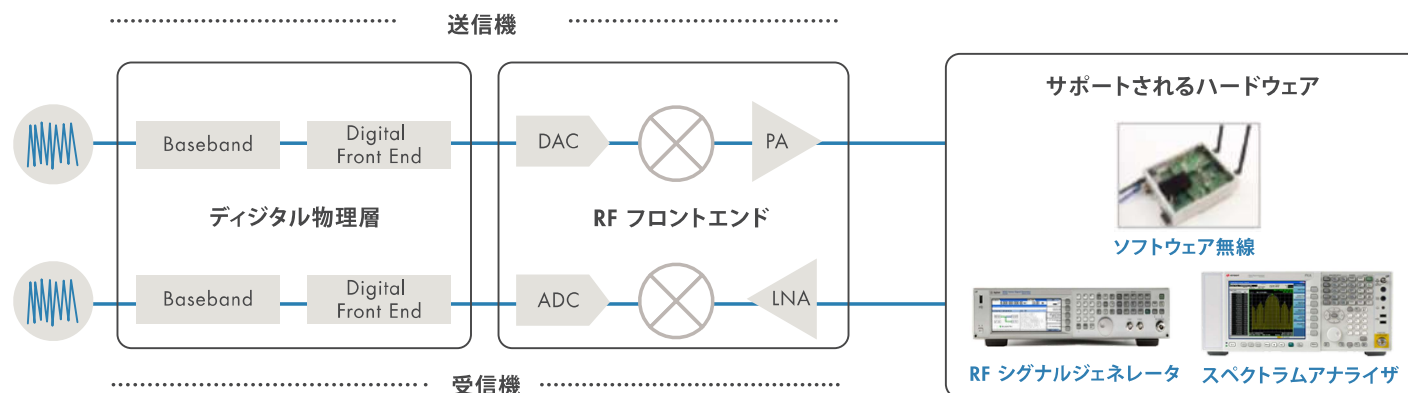 送信機
サポートされるハードウェア
Baseband
Digital
Front End
DAC
PA
ディジタル物理層
RF フロントエンド
ソフトウェア無線
Baseband
Digital
Front End
ADC
LNA
RF シグナルジェネレータ
スペクトラムアナライザ
受信機